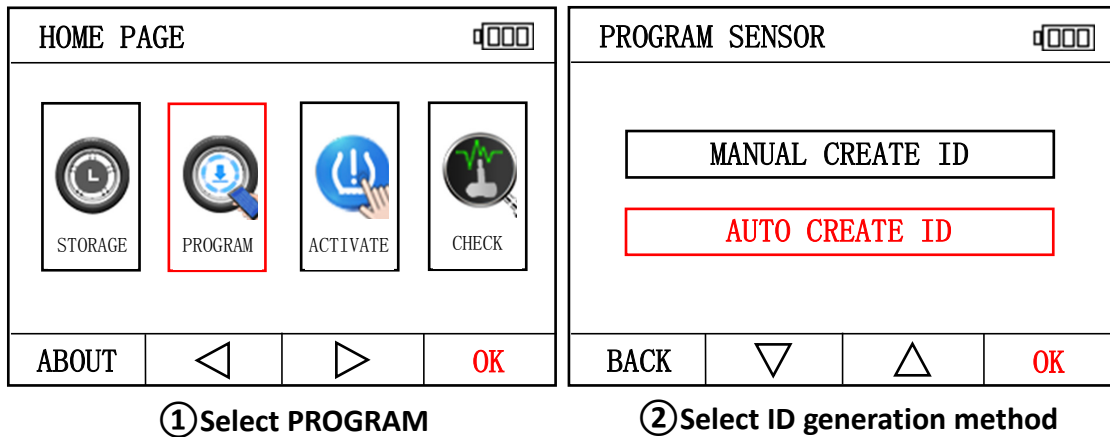 HOME PAGE
STORAGE
PROGRAM
ACTIVATE
CHECK
ABOUT
OK
①Select PROGRAM
PROGRAM SENSOR
MANUAL CREATE ID
AUTO CREATE ID
BACK
OK
②Select ID generation method